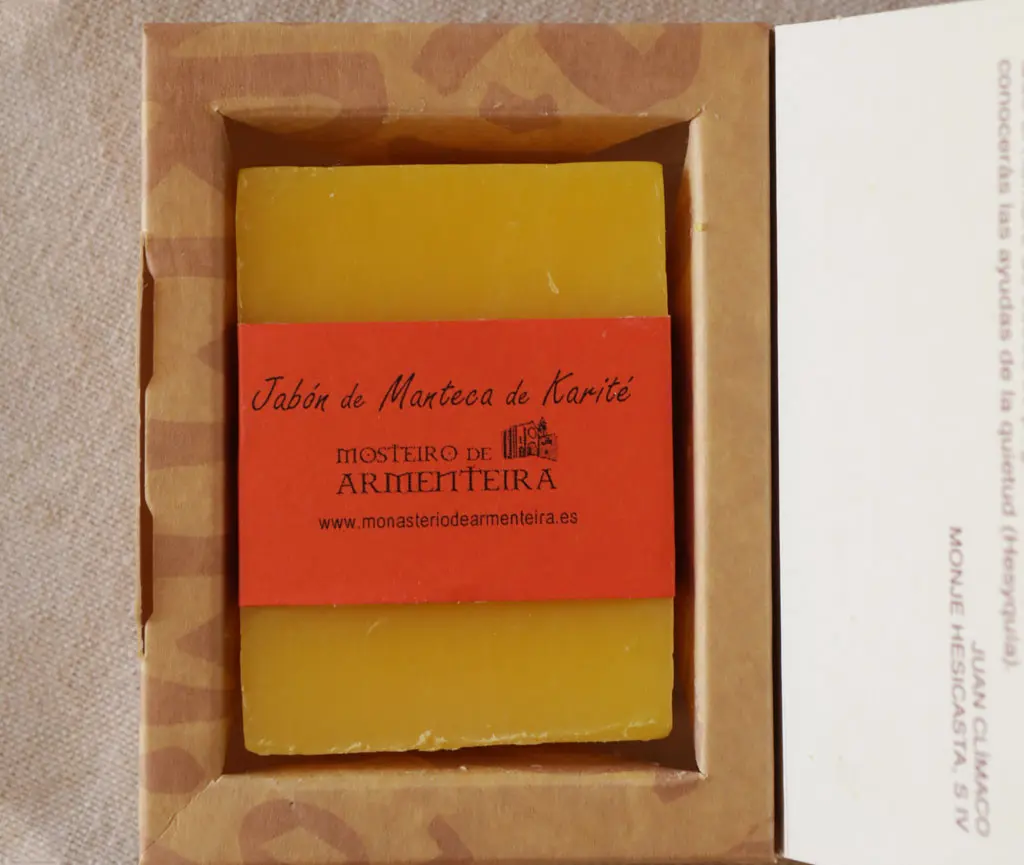 Jabón de Manteca de Karité
MOSTEIRO DE
ARMENTEIRA
www.monasteriodearmenteira.es
conocerás las ayudas de la quietud (Hesyquia).
JUAN CLÍMACO
MONJE HESICASTA. S IV